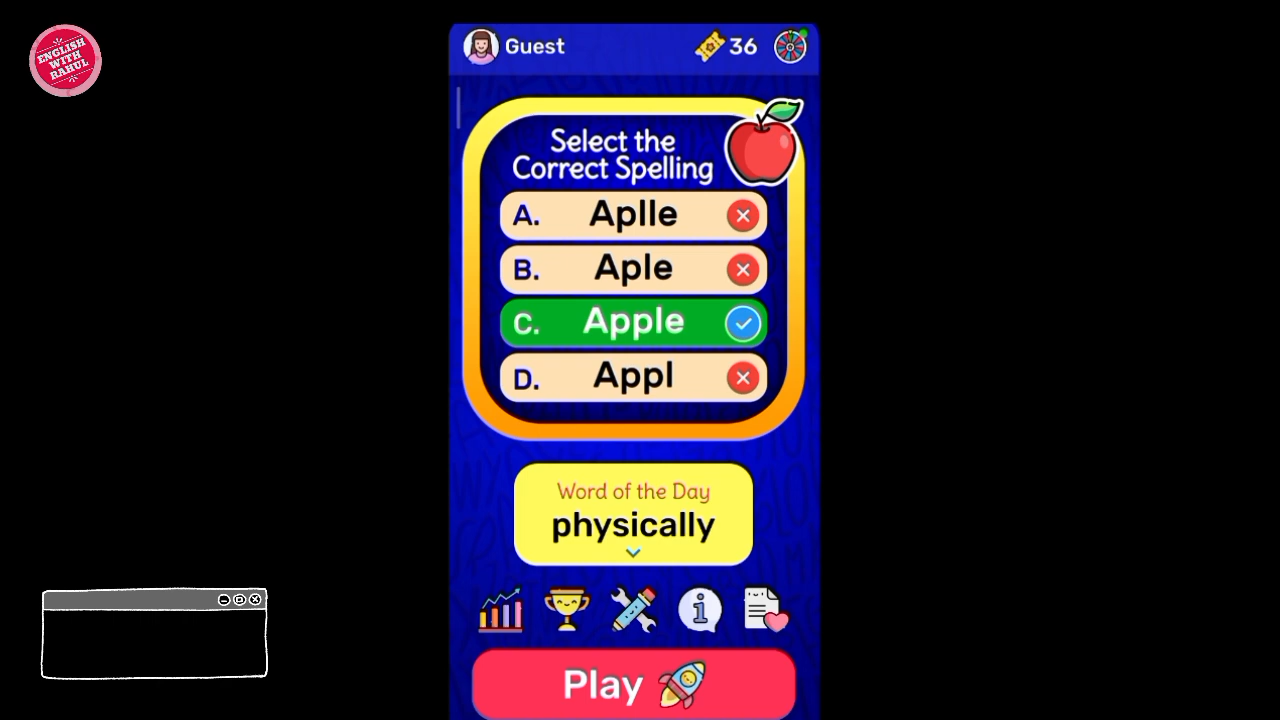 ENGLISH
WITH
RAHUL
Guest
36
Select the
Correct Spelling
A. Aplle
B. Aple
C. Apple
D. Appl
Word of the Day
physically
Play